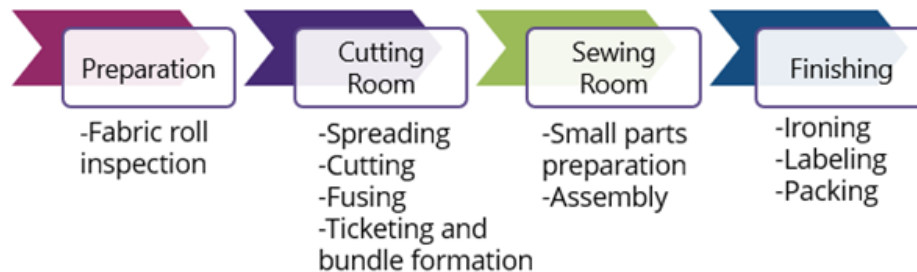 Preparation
-Fabric roll
inspection
Cutting
Room
-Spreading
-Cutting
-Fusing
-Ticketing and
bundle formation
Sewing
Room
-Small parts
preparation
-Assembly
Finishing
-Ironing
-Labeling
-Packing